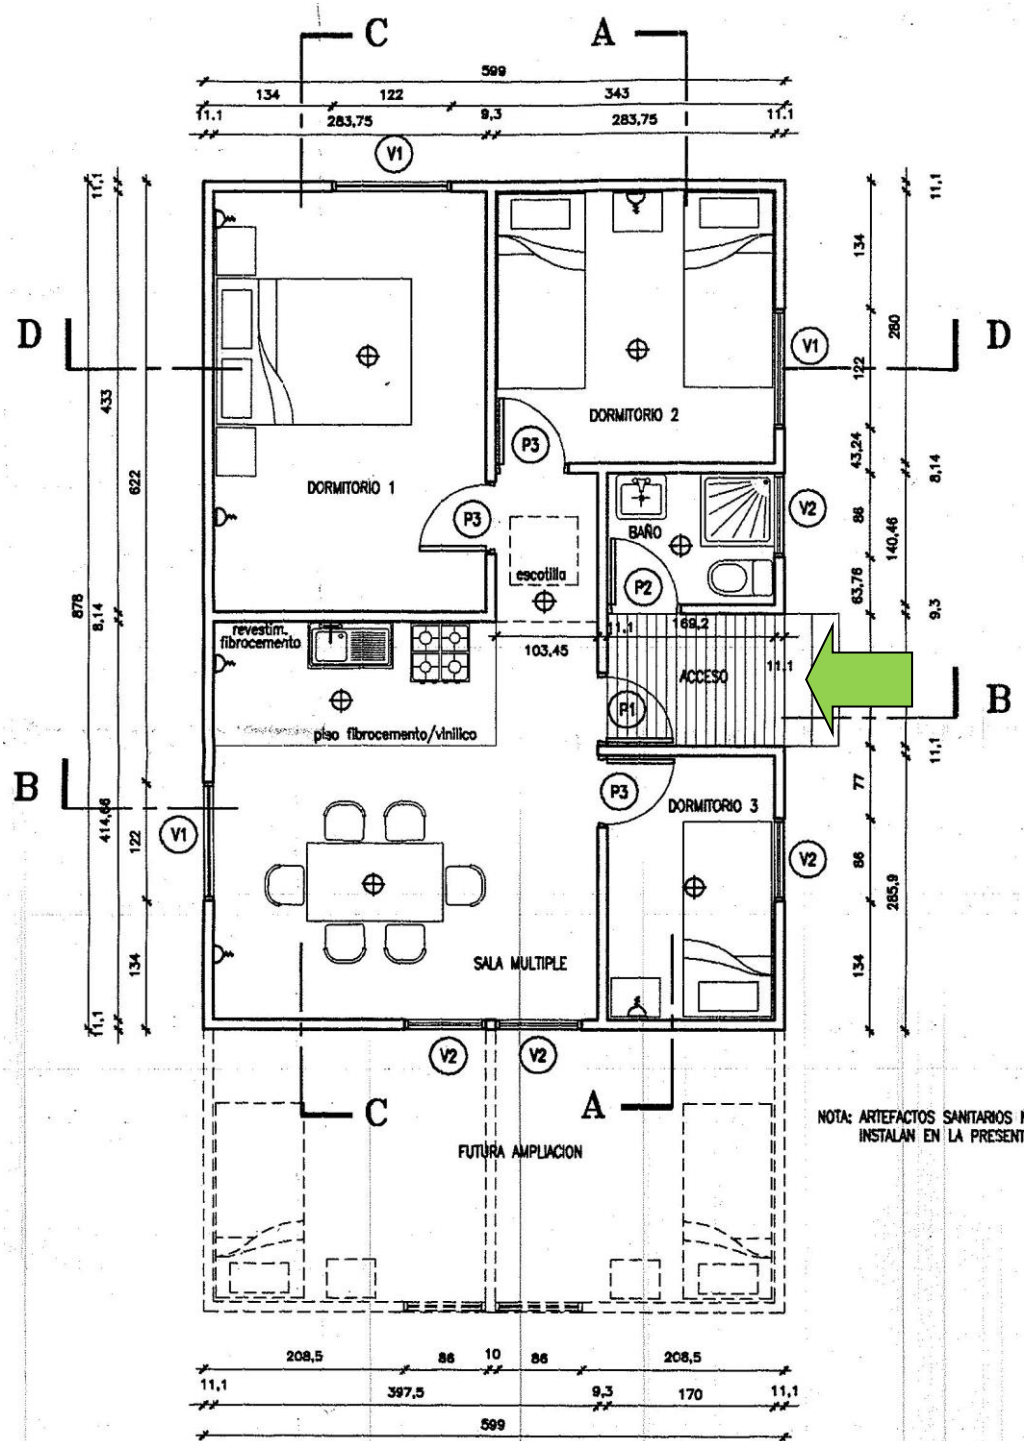 C
A
599
134 122 343
11.1 283,75 9,3 283,75 11.1
V1
11,1
11,1
134
D
D
V1
280
122
433
DORMITORIO 2
P3
43,24
8,14
622
DORMITORIO 1
P3
V2
86
140,46
BAÑO
escotilla
P2
63,76
9,3
878
8,14
revestim.
fibrocemento
103,45
11,1 169,2
11.1
ACCESO
P1
B
piso fibrocemento/vinilico
11,1
B
P3
DORMITORIO 3
77
414,66
122
V1
V2
86
285,9
134
134
SALA MULTIPLE
11,1
V2
V2
C
A
NOTA: ARTEFACTOS SANITARIOS
INSTALAN EN LA
FUTURA AMPLIACION
208,5 86 10 86 208,5
11,1 397,5 9,3 170 11,1
599